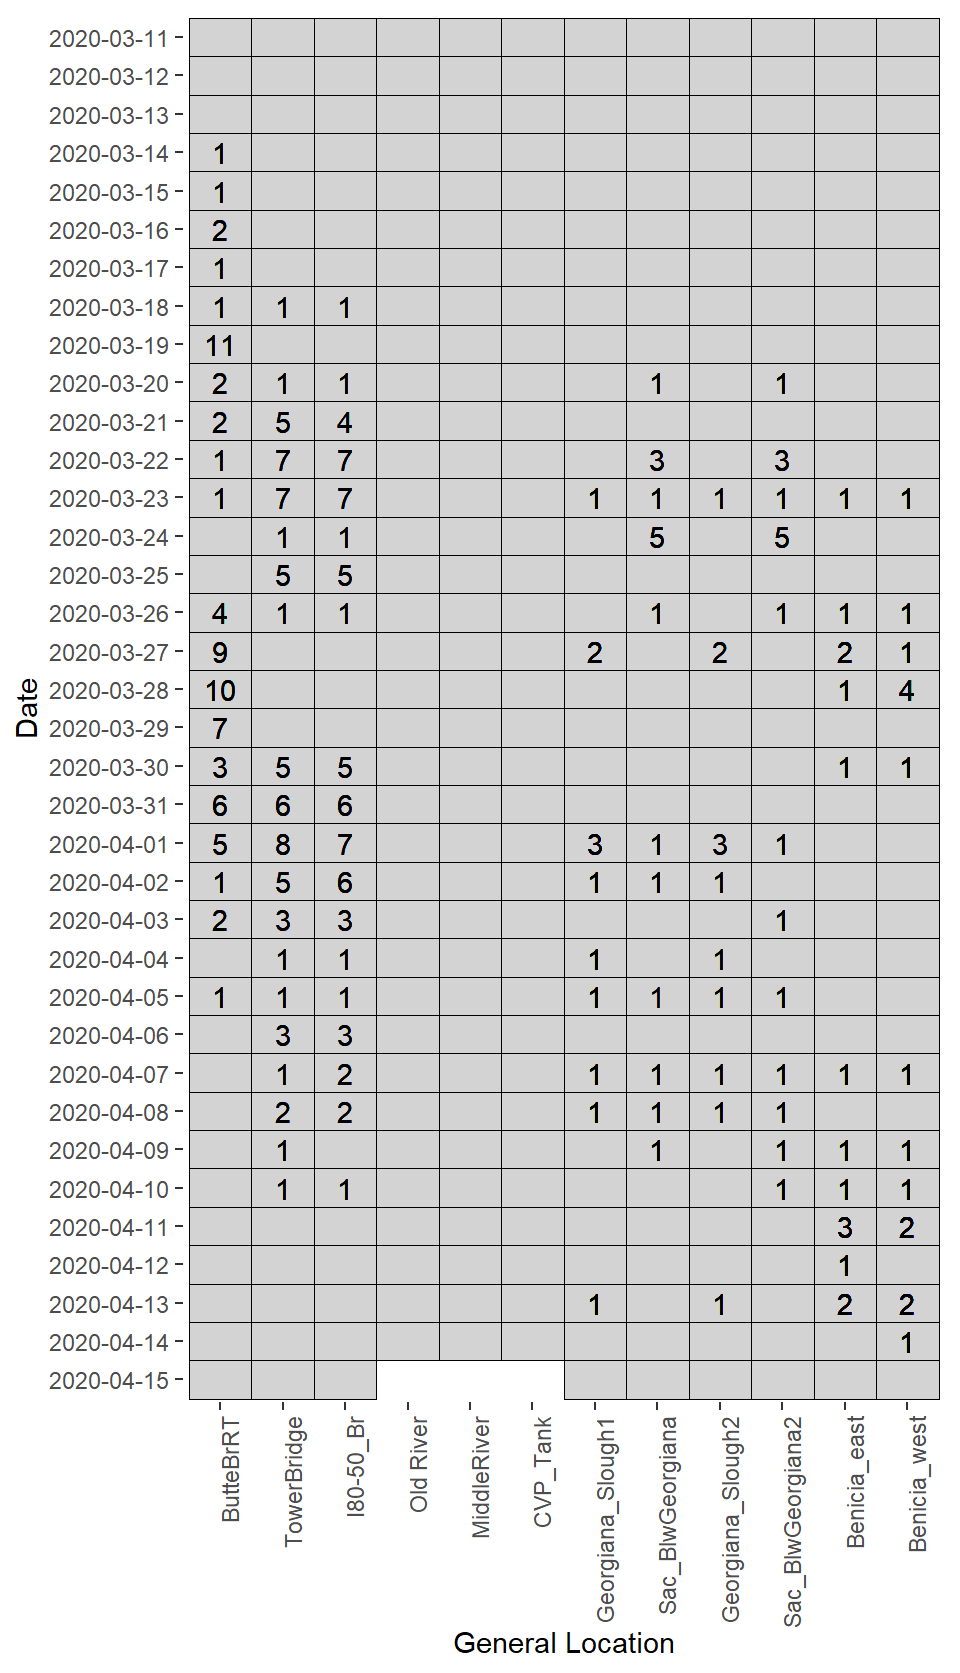 2020-03-11
2020-03-12
2020-03-13
2020-03-14 1
2020-03-15 1
2020-03-16 2
2020-03-17 1
2020-03-18 1 1 1
2020-03-19 11
2020-03-20 2 1 1 1 1
2020-03-21 2 5 4
2020-03-22 1 7 7 3 3
2020-03-23 1 7 7 1 1 1 1 1 1
2020-03-24 1 1 5 5
2020-03-25 5 5
2020-03-26 4 1 1 1 1 1 1
2020-03-27 9 2 2 2 1
2020-03-28 10 1 4
2020-03-29 7
2020-03-30 3 5 5 1 1
2020-03-31 6 6 6
2020-04-01 5 8 7 3 1 3 1
2020-04-02 1 5 6 1 1 1
2020-04-03 2 3 3 1
2020-04-04 1 1 1 1
2020-04-05 1 1 1 1 1 1 1
2020-04-06 3 3
2020-04-07 1 2 1 1 1 1 1 1
2020-04-08 2 2 1 1 1 1
2020-04-09 1 1 1 1 1
2020-04-10 1 1 1 1 1
2020-04-11 3 2
2020-04-12 1
2020-04-13 1 1 2 2
2020-04-14 1
2020-04-15
Date
ButteBrRT
TowerBridge
I80-50_Br
Old River
MiddleRiver
CVP_Tank
Georgiana_Slough1
Sac_BlwGeorgiana
Georgiana_Slough2
Sac_BlwGeorgiana2
Benicia_east
Benicia_west
General Location